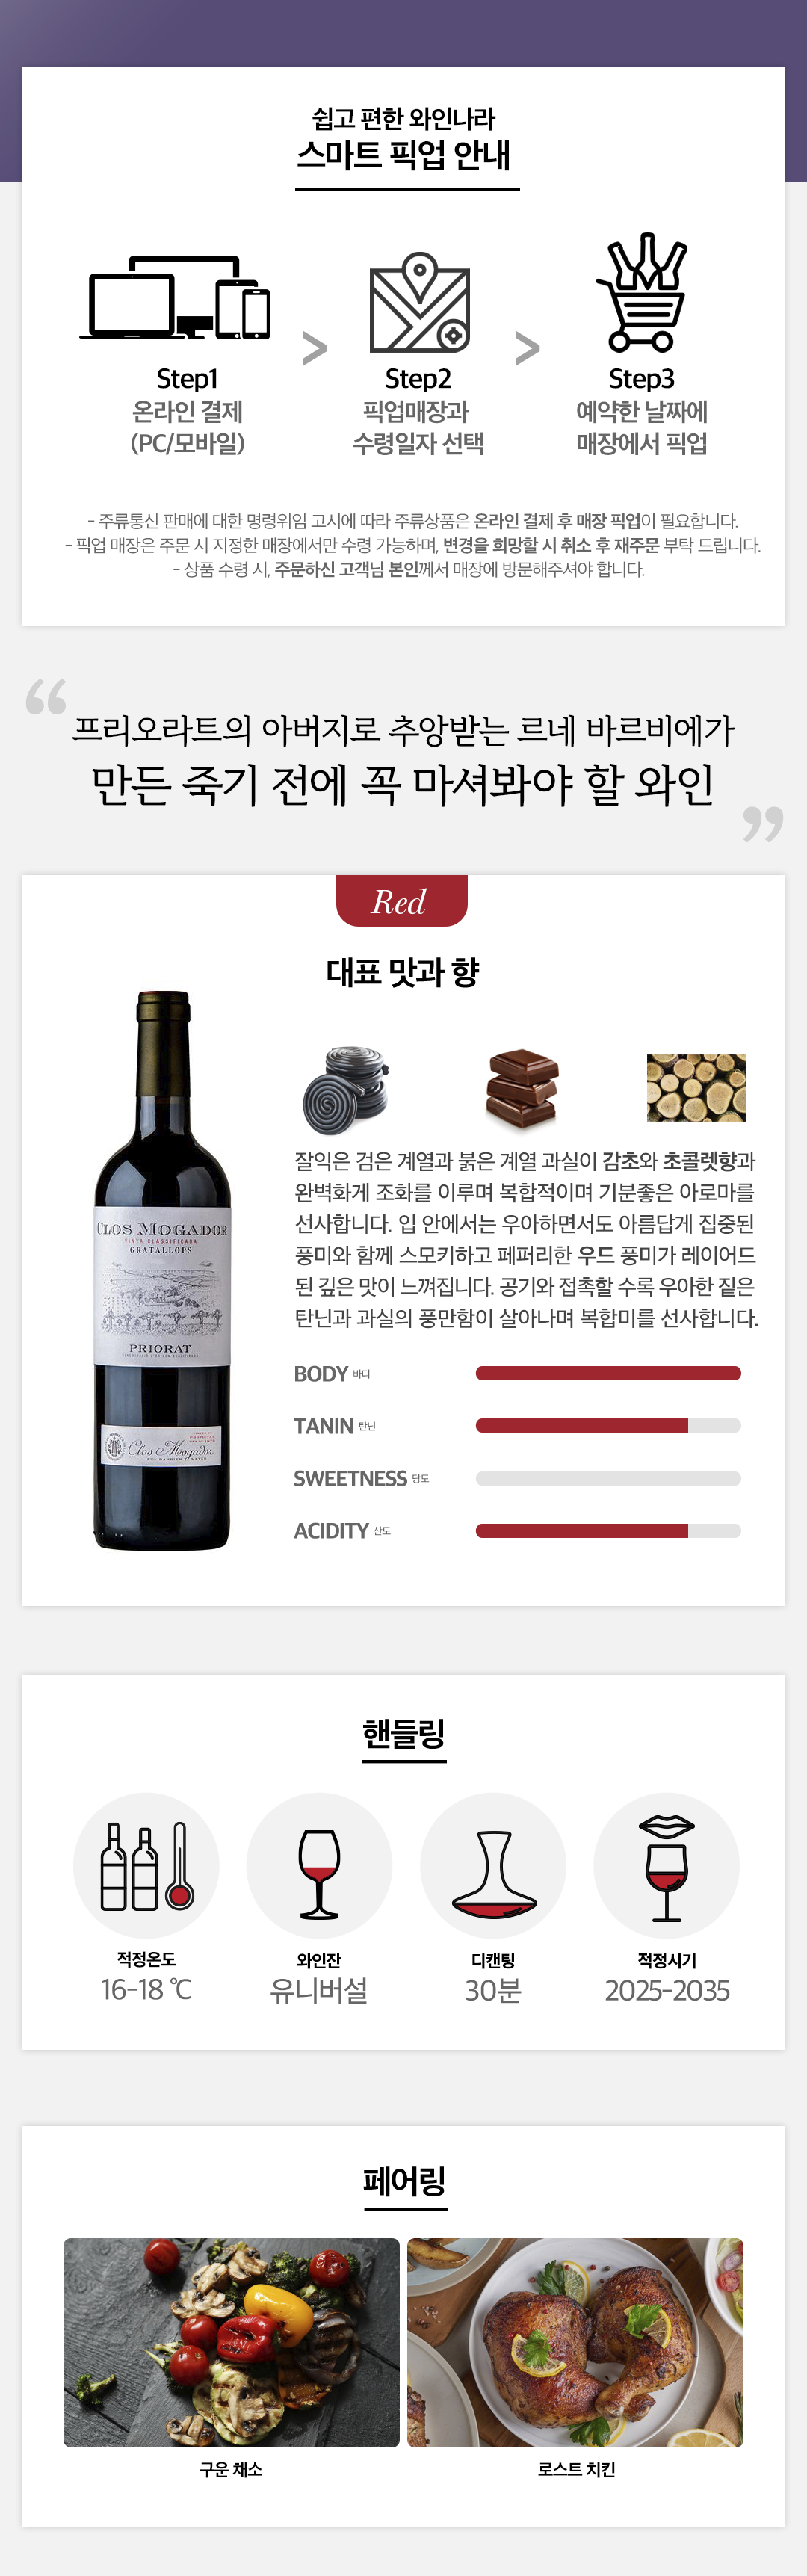 쉽고 편한 와인나라
스마트 픽업 안내
Step1
온라인 결제
(PC/모바일)
>
Step2
픽업매장과
수령일자 선택
>
Step3
예약한 날짜에
매장에서 픽업
- 주류통신 판매에 대한 명령위임 고시에 따라 주류상품은 온라인 결제 후 매장 픽업이 필요합니다.
- 픽업 매장은 주문 시 지정한 매장에서만 수령 가능하며, 변경을 희망할 시 취소 후 재주문 부탁 드립니다.
- 상품 수령 시, 주문하신 고객님 본인께서 매장에 방문해주셔야 합니다.
“
프리오라트의 아버지로 추앙받는 르네 바르비에가
만든 죽기 전에 꼭 마셔봐야 할 와인
”
Red
대표 맛과 향
CLOS MOGADOR
VINYA CLASSIFICADA
GRATALLOPS
PRIORAT
Clos Mogador
잘익은 검은 계열과 붉은 계열 과실이 감초와 초콜렛향과
완벽화게 조화를 이루며 복합적이며 기분좋은 아로마를
선사합니다. 입 안에서는 우아하면서도 아름답게 집중된
풍미와 함께 스모키하고 페퍼리한 우드 풍미가 레이어드
된 깊은 맛이 느껴집니다. 공기와 접촉할 수록 우아한 짙은
탄닌과 과실의 풍만함이 살아나며 복합미를 선사합니다.
BODY 바디
TANIN 탄닌
SWEETNESS 당도
ACIDITY 산도
핸들링
적정온도
16-18 ℃
와인잔
유니버설
디캔팅
30분
적정시기
2025-2035
페어링
구운 채소
로스트 치킨